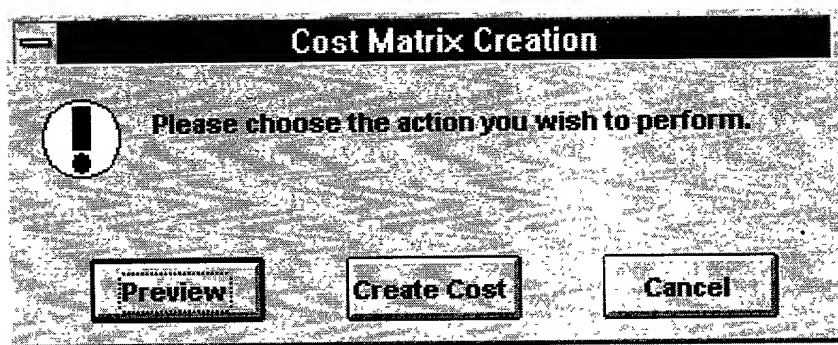 Cost Matrix Creation
Please choose the action you wish to perform.
Preview Create Cost Cancel